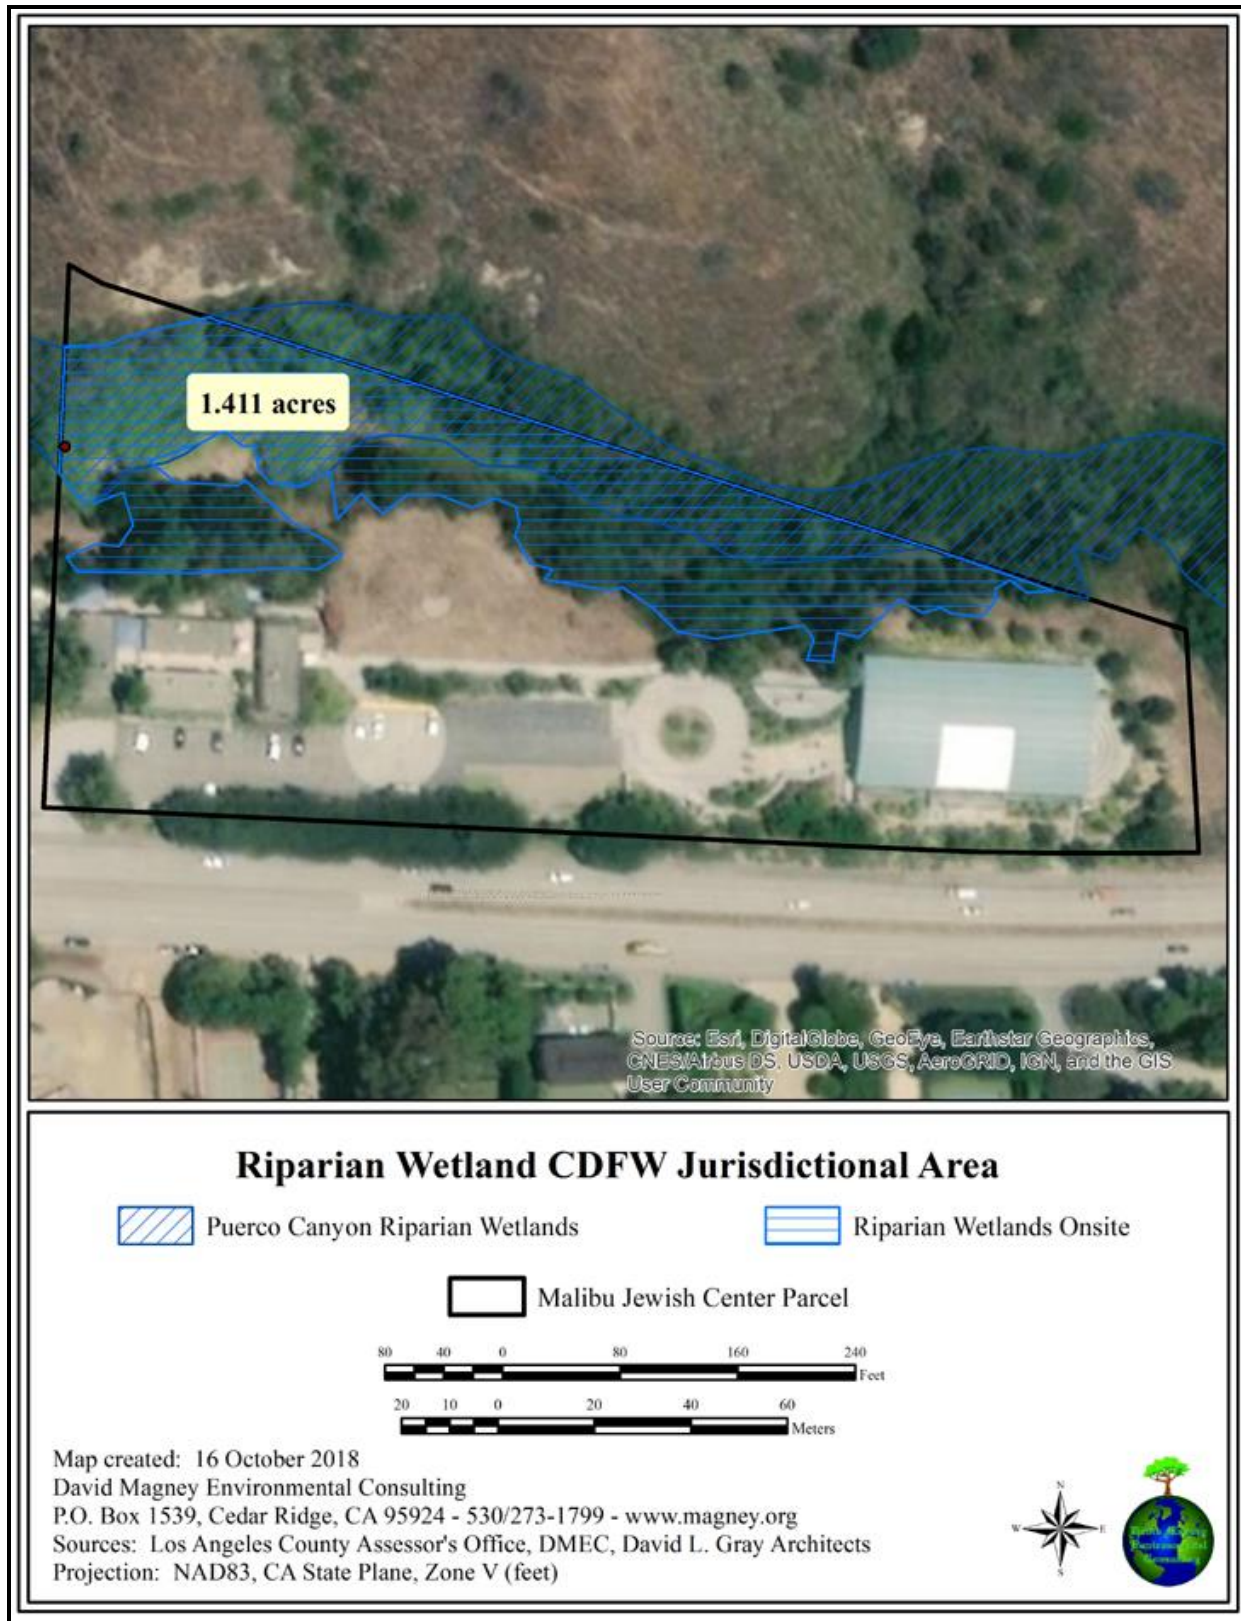 1.411 acres
Source: Esri, DigitalGlobe, GeoEye, Earthstar Geographics,
CNES/Airbus DS, USDA, USGS, AeroGRID, IGN, and the GIS
User Community
Riparian Wetland CDFW Jurisdictional Area
Puerco Canyon Riparian Wetlands
Riparian Wetlands Onsite
Malibu Jewish Center Parcel
80 40 0 80 160 240
Feet
20 10 0 20 40 60
Meters
Map created: 16 October 2018
David Magney Environmental Consulting
P.O. Box 1539, Cedar Ridge, CA 95924 - 530/273-1799 - www.magney.org
Sources: Los Angeles County Assessor's Office, DMEC, David L. Gray Architects
Projection: NAD83, CA State Plane, Zone V (feet)
N
W E
S
David Magney
Environmental
Consulting